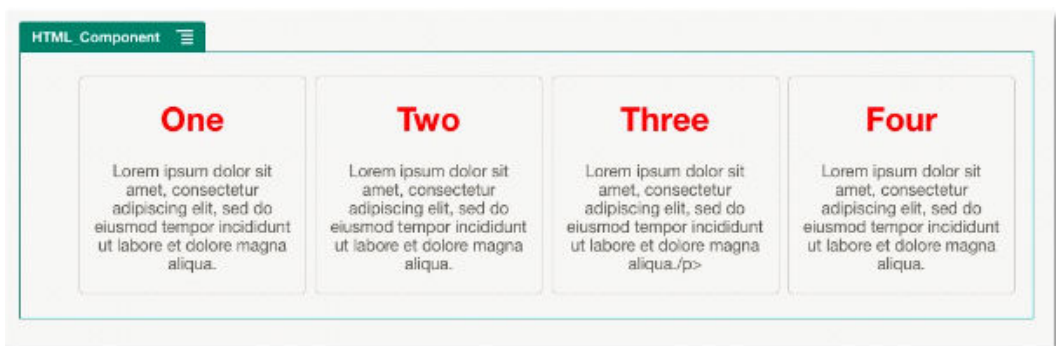 HTML_Component
One
Lorem ipsum dolor sit
amet, consectetur
adipiscing elit, sed do
eiusmod tempor incididunt
ut labore et dolore magna
aliqua.
Two
Lorem ipsum dolor sit
amet, consectetur
adipiscing elit, sed do
eiusmod tempor incididunt
ut labore et dolore magna
aliqua.
Three
Lorem ipsum dolor sit
amet, consectetur
adipiscing elit, sed do
eiusmod tempor incididunt
ut labore et dolore magna
aliqua./p>
Four
Lorem ipsum dolor sit
amet, consectetur
adipiscing elit, sed do
eiusmod tempor incididunt
ut labore et dolore magna
aliqua.